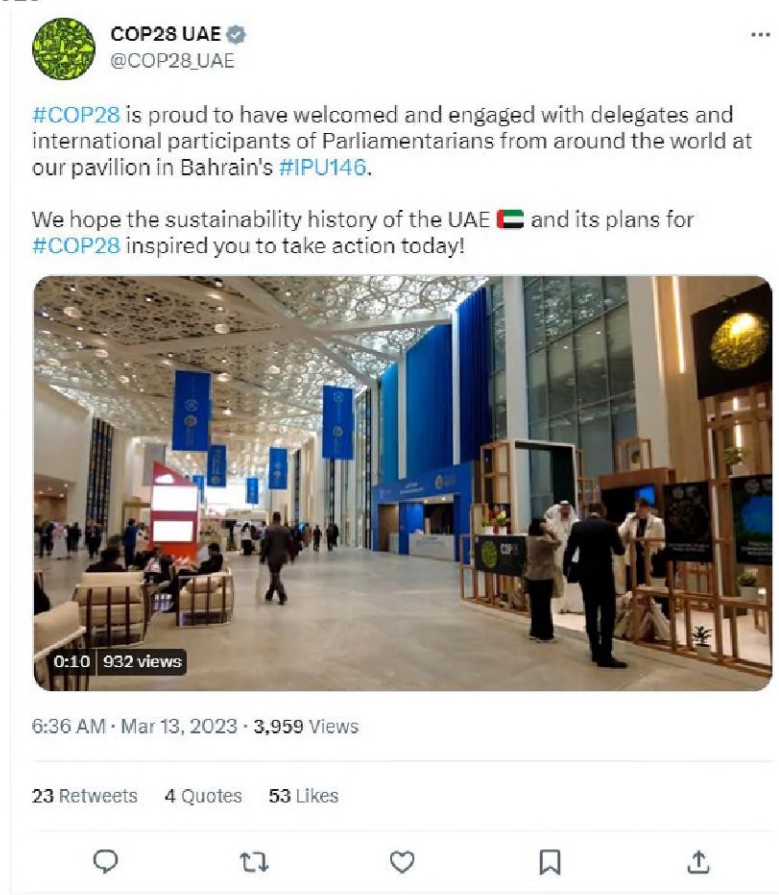 COP28 UAE
@COP28_UAE
#COP28 is proud to have welcomed and engaged with delegates and
international participants of Parliamentarians from around the world at
our pavilion in Bahrain's #IPU146.
We hope the sustainability history of the UAE 🇦🇪 and its plans for
#COP28 inspired you to take action today!
COP28
0:10 932 views
6:36 AM · Mar 13, 2023 · 3,959 Views
23 Retweets 4 Quotes 53 Likes